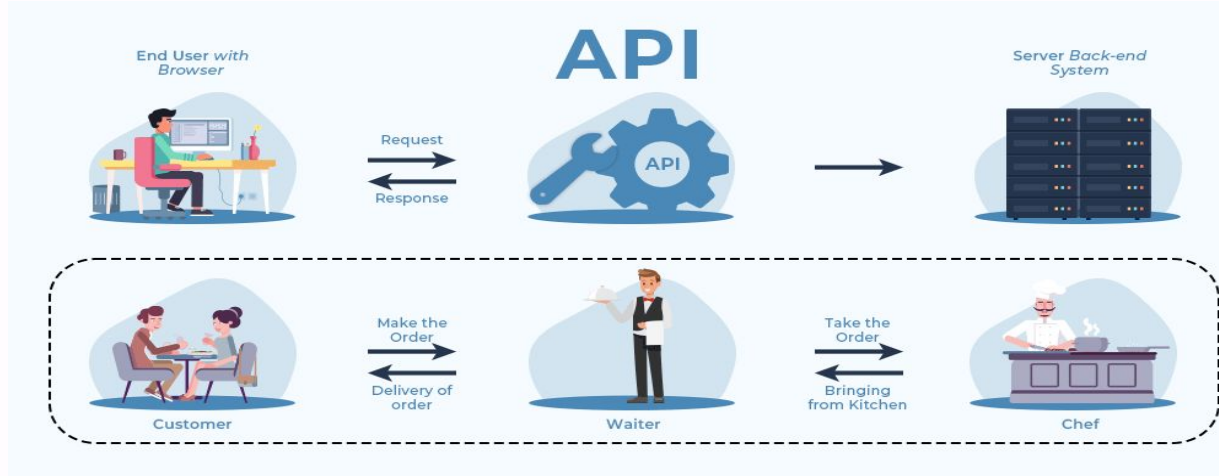 API
End User with
Browser
Server Back-end
System
Request
Response
API
Make the
Order
Delivery of
order
Take the
Order
Bringing
from Kitchen
Customer
Waiter
Chef